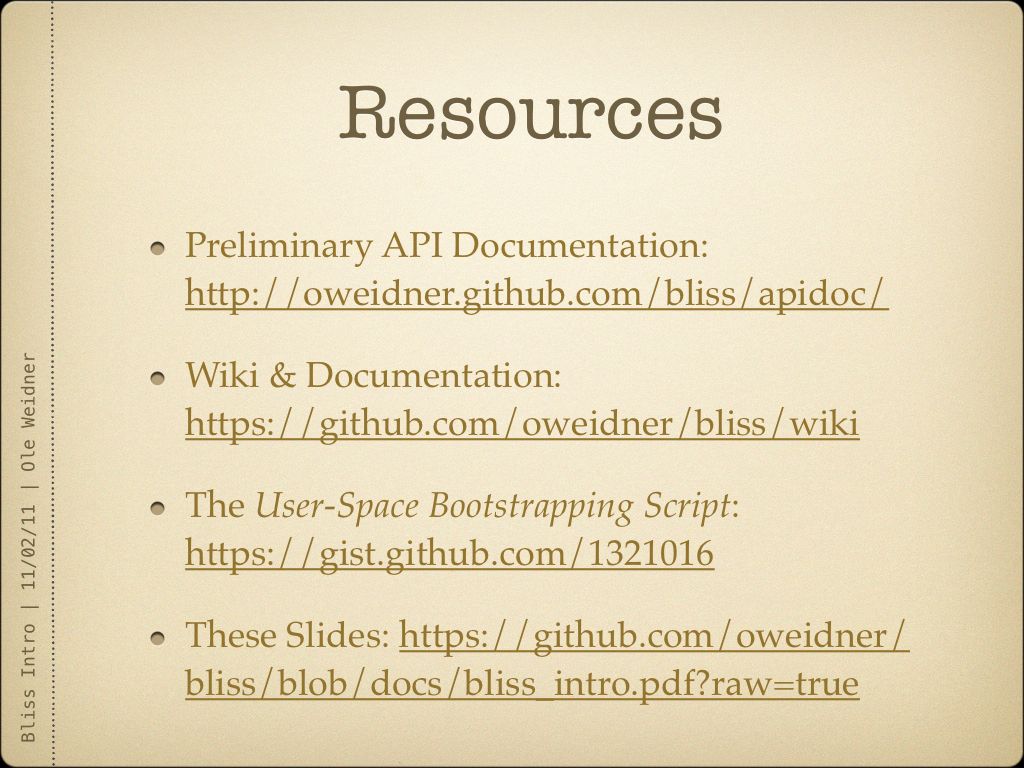 Resources
Preliminary API Documentation:
http://oweidner.github.com/bliss/apidoc/
Wiki & Documentation:
https://github.com/oweidner/bliss/wiki
The User-Space Bootstrapping Script:
https://gist.github.com/1321016
These Slides: https://github.com/oweidner/
bliss/blob/docs/bliss_intro.pdf?raw=true
Bliss Intro | 11/02/11 | Ole Weidner